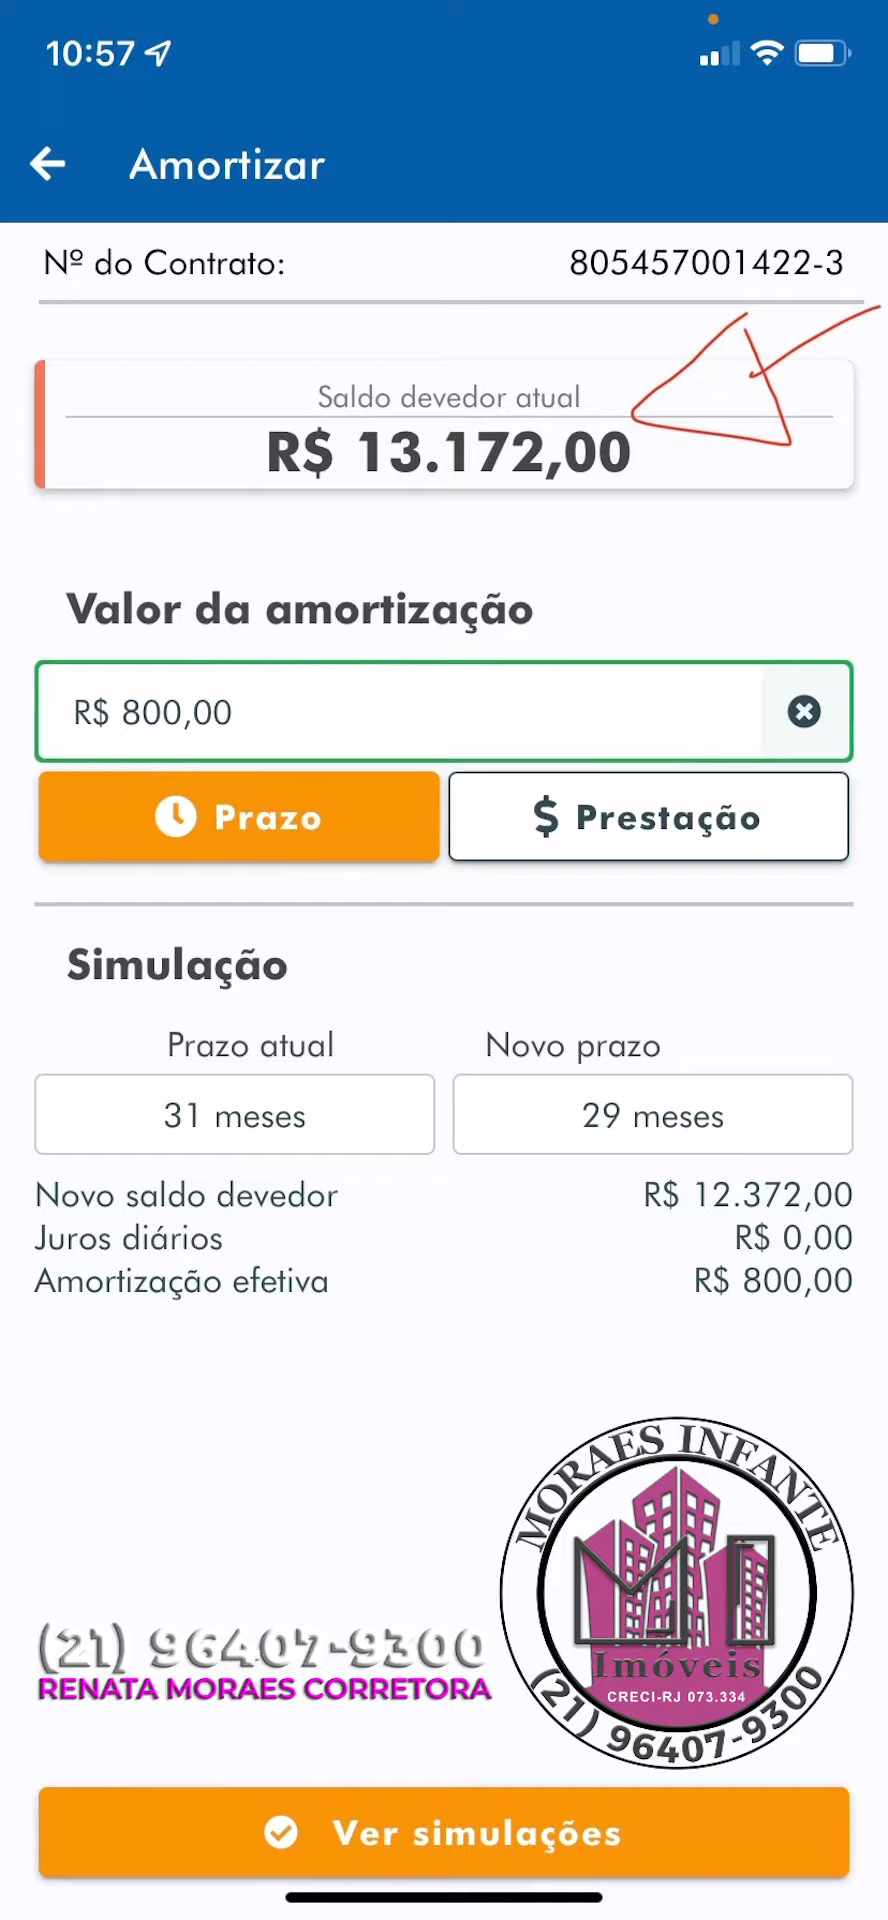 10:57
Amortizar
Nº do Contrato: 805457001422-3
Saldo devedor atual
R$ 13.172,00
Valor da amortização
R$ 800,00
Prazo
$ Prestação
Simulação
Prazo atual Novo prazo
31 meses 29 meses
Novo saldo devedor R$ 12.372,00
Juros diários R$ 0,00
Amortização efetiva R$ 800,00
MORAES INFANTE
MI
Imóveis
CRECI-RJ 073.334
(21) 96407-9300
(21) 96407-9300
RENATA MORAES CORRETORA
Ver simulações